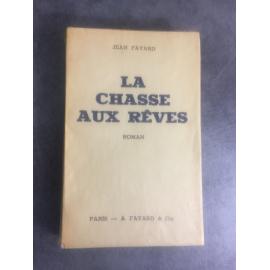 JEAN FAYARD
LA
CHASSE
AUX RÊVES
ROMAN
PARIS — A FAYARD & Cie